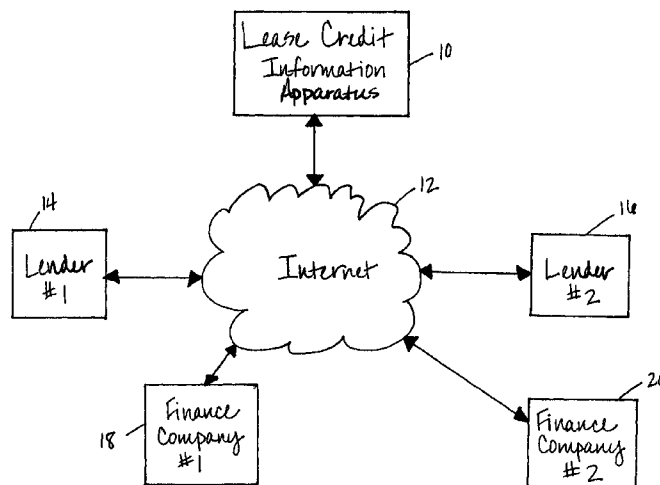 Lease Credit
Information
Apparatus
10
12
14
Lender
#1
Internet
16
Lender
#2
18
Finance
Company
#1
20
Finance
Company
#2